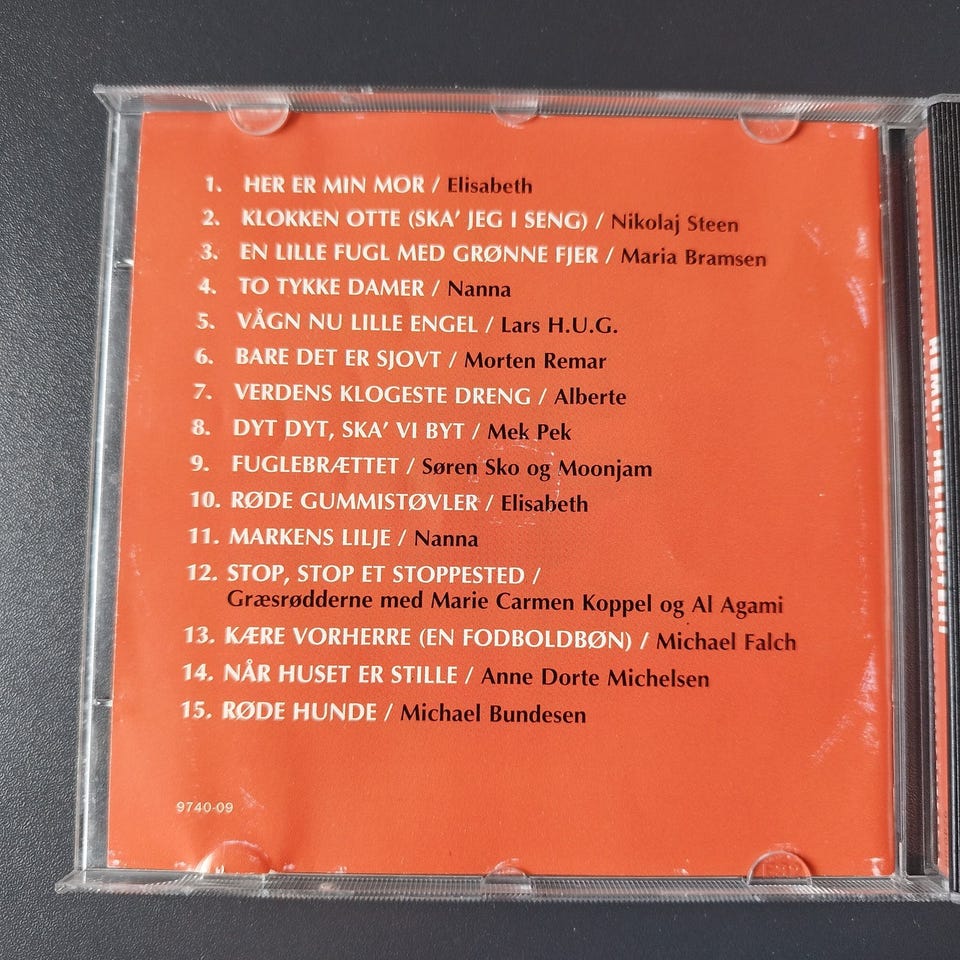 1. HER ER MIN MOR / Elisabeth
2. KLOKKEN OTTE (SKA' JEG I SENG) / Nikolaj Steen
3. EN LILLE FUGL MED GRØNNE FJER / Maria Bramsen
4. TO TYKKE DAMER / Nanna
5. VÅGN NU LILLE ENGEL / Lars H.U.G.
6. BARE DET ER SJOVT / Morten Remar
7. VERDENS KLOGESTE DRENG / Alberte
8. DYT DYT, SKA' VI BYT / Mek Pek
9. FUGLEBRÆTTET / Søren Sko og Moonjam
10. RØDE GUMMISTØVLER / Elisabeth
11. MARKENS LILJE / Nanna
12. STOP, STOP ET STOPPESTED /
Græsrødderne med Marie Carmen Koppel og Al Agami
13. KÆRE VORHERRE (EN FODBOLDBØN) / Michael Falch
14. NÅR HUSET ER STILLE / Anne Dorte Michelsen
15. RØDE HUNDE / Michael Bundesen
9740-09